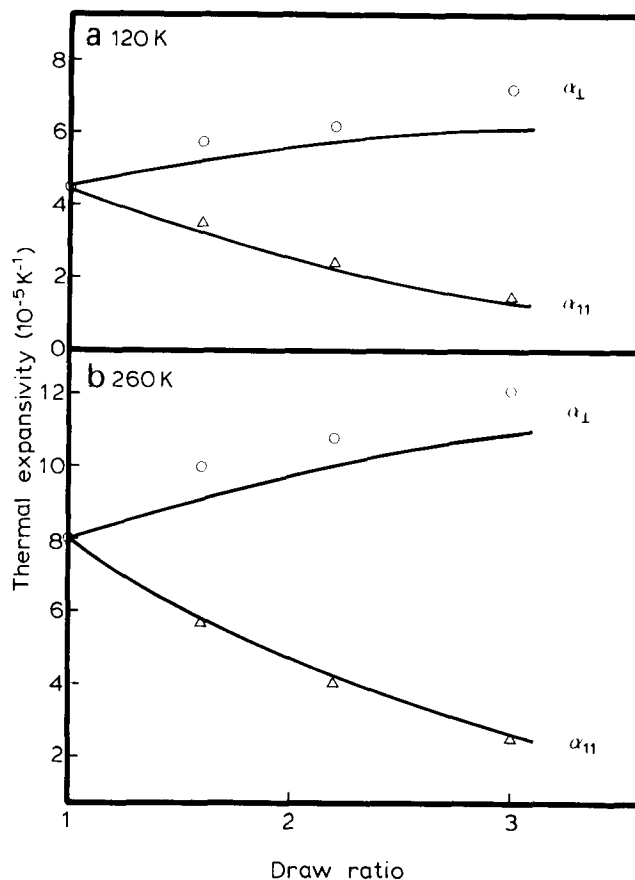 a 120 K
8
α⊥
6
4
2
α11
0
Thermal expansivity (10⁻⁵ K⁻¹)
b 260 K
12
α⊥
10
8
6
4
α11
2
1
2
3
Draw ratio